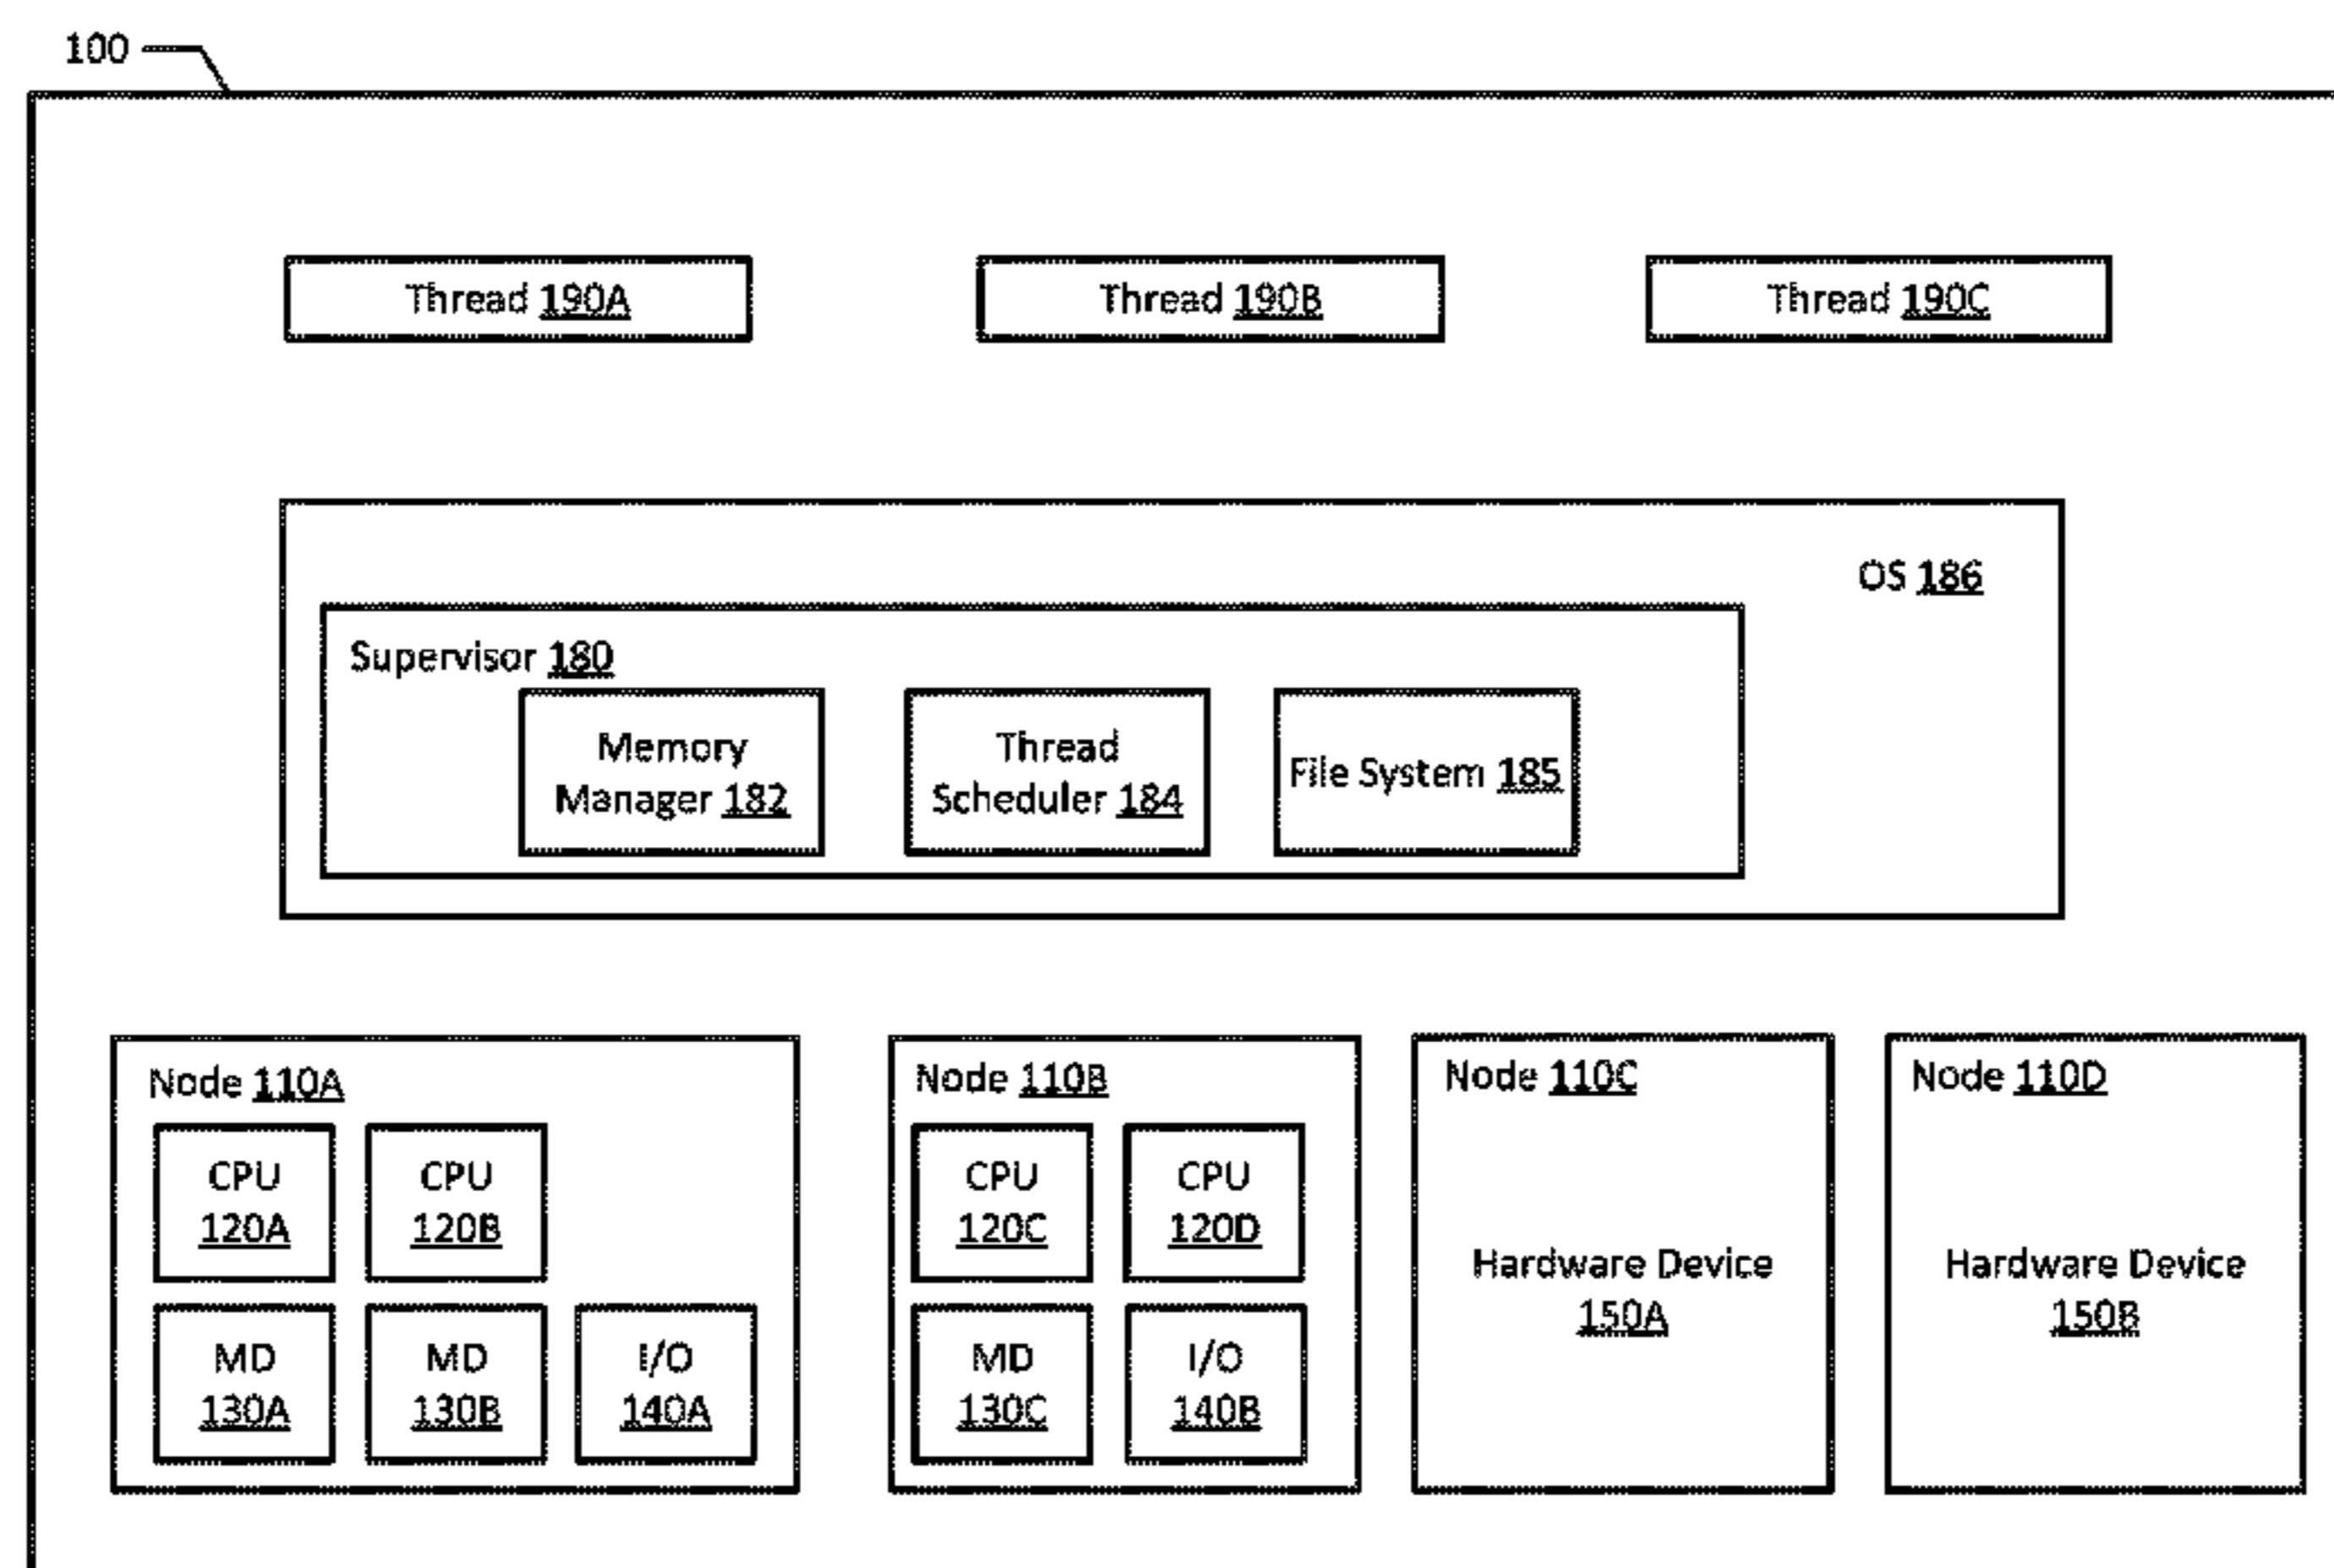 100
Thread 190A
Thread 190B
Thread 190C
OS 186
Supervisor 180
Memory
Manager 182
Thread
Scheduler 184
File System 185
Node 110A
CPU
120A
CPU
120B
MD
130A
MD
130B
I/O
140A
Node 110B
CPU
120C
CPU
120D
MD
130C
I/O
140B
Node 110C
Hardware Device
150A
Node 110D
Hardware Device
150B